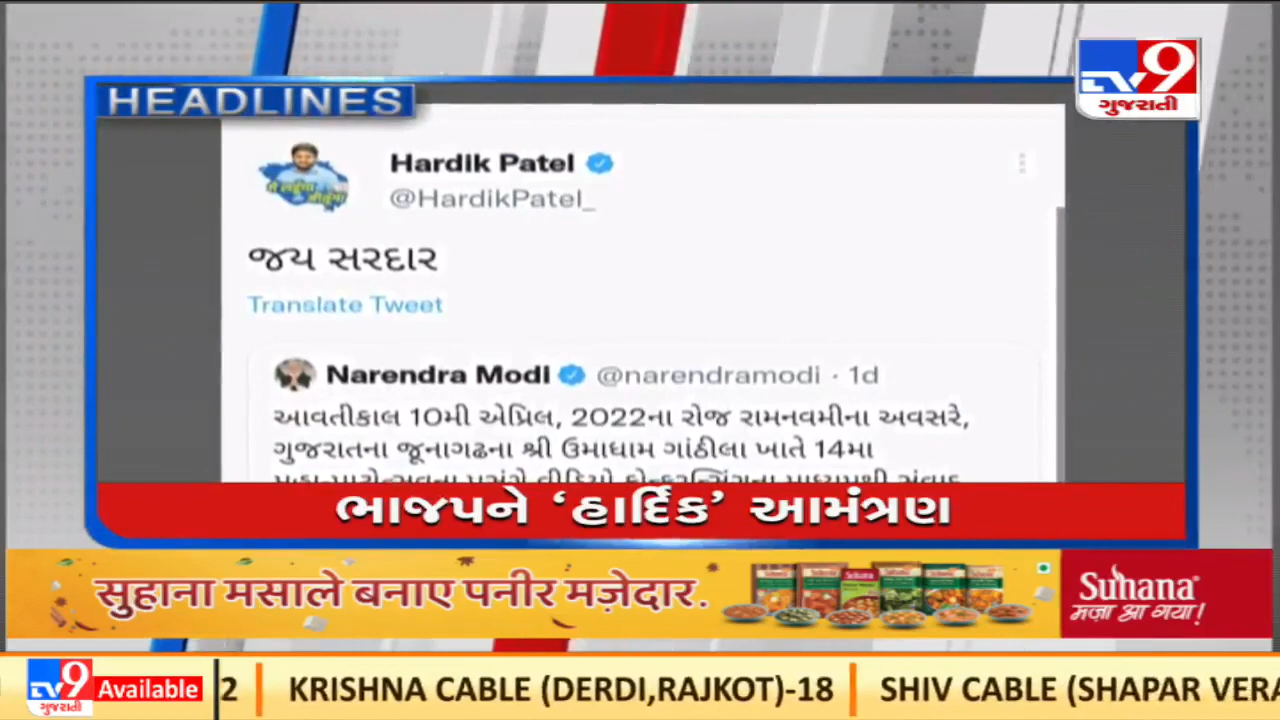 HEADLINES
TV9
ગુજરાતી
Hardik Patel
@HardikPatel_
જય સરદાર
Translate Tweet
Narendra Modi @narendramodi · 1d
આવતીકાલ 10મી એપ્રિલ, 2022ના રોજ રામનવમીના અવસરે,
ગુજરાતના જૂનાગઢના શ્રી ઉમાધામ ગાંઠીલા ખાતે 14મા
ભાજપને ‘હાર્દિક’ આમંત્રણ
सुहाना मसाले बनाए पनीर मज़ेदार.
Suhana
मज़ा आ गया!
TV9
ગુજરાતી
Available
2 | KRISHNA CABLE (DERDI,RAJKOT)-18 | SHIV CABLE (SHAPAR VERA